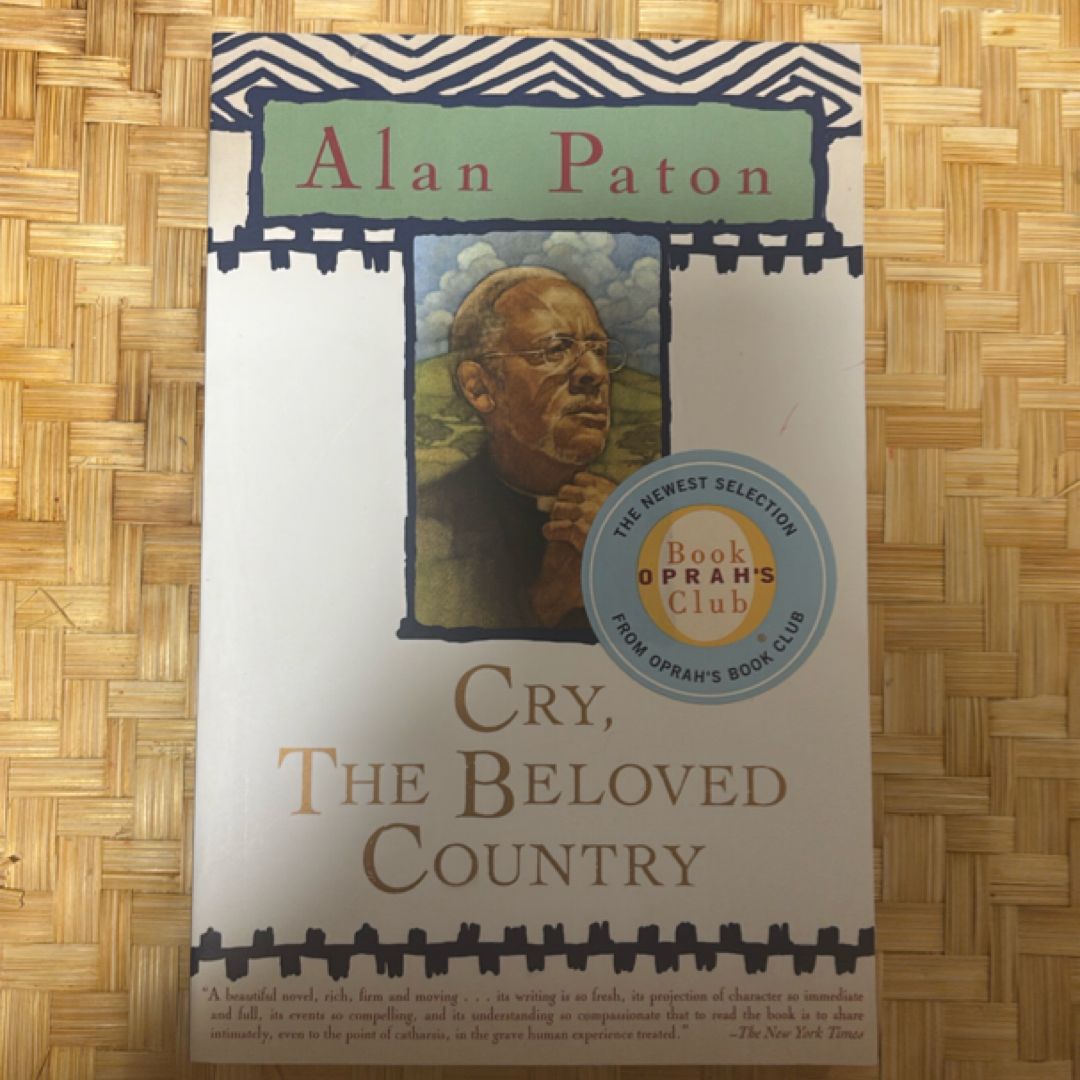 Alan Paton
THE NEWEST SELECTION
Book
OPRAH'S
Club
®
FROM OPRAH'S BOOK CLUB
CRY,
THE BELOVED
COUNTRY
"A beautiful novel, rich, firm and moving . . . its writing is so fresh, its projection of character so immediate
and full, its events so compelling, and its understanding so compassionate that to read the book is to share
intimately, even to the point of catharsis, in the grave human experience treated." —The New York Times